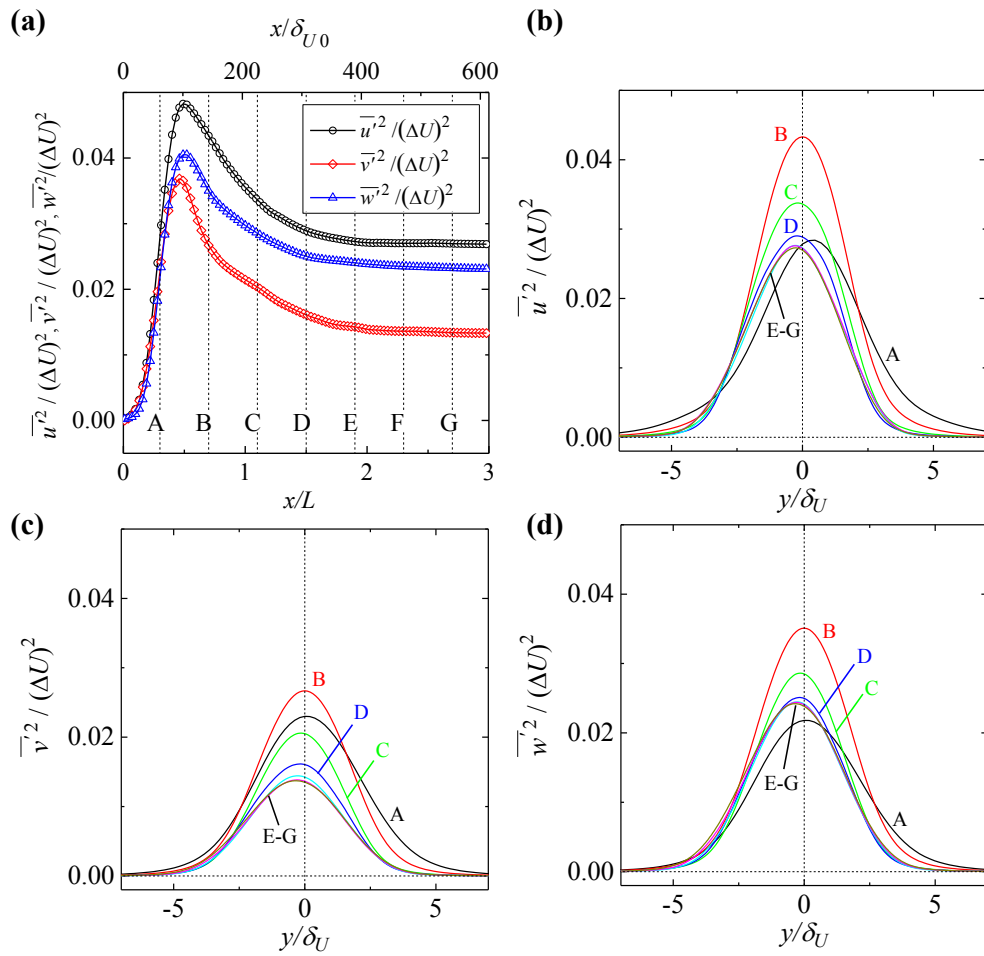 (a)
x/δU0
0 150 300 450 600
u′²/(ΔU)²
v′²/(ΔU)²
w′²/(ΔU)²
0.04
0.02
0.00
u′²/(ΔU)², v′²/(ΔU)², w′²/(ΔU)²
A B C D E F G
0 1 2 3
x/L
(b)
u′²/(ΔU)²
0.04
0.02
0.00
B
C
D
E-G
A
-5 0 5
y/δU
(c)
v′²/(ΔU)²
0.04
0.02
0.00
B
D
C
A
E-G
-5 0 5
y/δU
(d)
w′²/(ΔU)²
0.04
0.02
0.00
B
D
C
E-G
A
-5 0 5
y/δU